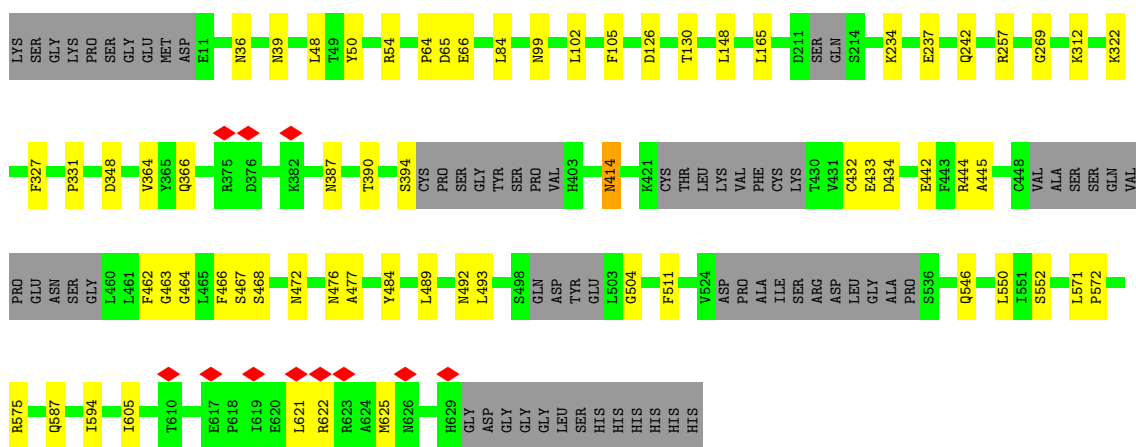 LYS SER GLY LYS PRO SER GLY GLU MET ASP E11 N36 N39 L48 T49 Y50 R54 P64 D65 E66 L84 N99 L102 F105 D126 T130 L148 L165 D211 SER GLN S214 K234 E237 Q242 R257 G269 K312 K322
F327 P331 D348 V364 Y365 Q366 R375 D376 K382 N387 T390 S394 CYS PRO SER GLY TYR SER PRO VAL H403 N414 K421 CYS THR LEU LYS VAL PHE CYS LYS T430 V431 C432 E433 D434 E442 F443 R444 A445 C448 VAL ALA SER SER GLN VAL
PRO GLU ASN SER GLY L460 L461 F462 G463 G464 L465 F466 S467 S468 N472 N476 A477 Y484 L489 N492 L493 S498 GLN ASP TYR GLU L503 G504 F511 V524 ASP PRO ALA ILE SER ARG ASP LEU GLY ALA PRO S536 Q546 L550 I551 S552 L571 P572
R575 Q587 I594 I605 T610 E617 P618 I619 E620 L621 R622 R623 A624 M625 N626 H629 GLY ASP GLY GLY GLY LEU SER HIS HIS HIS HIS HIS HIS